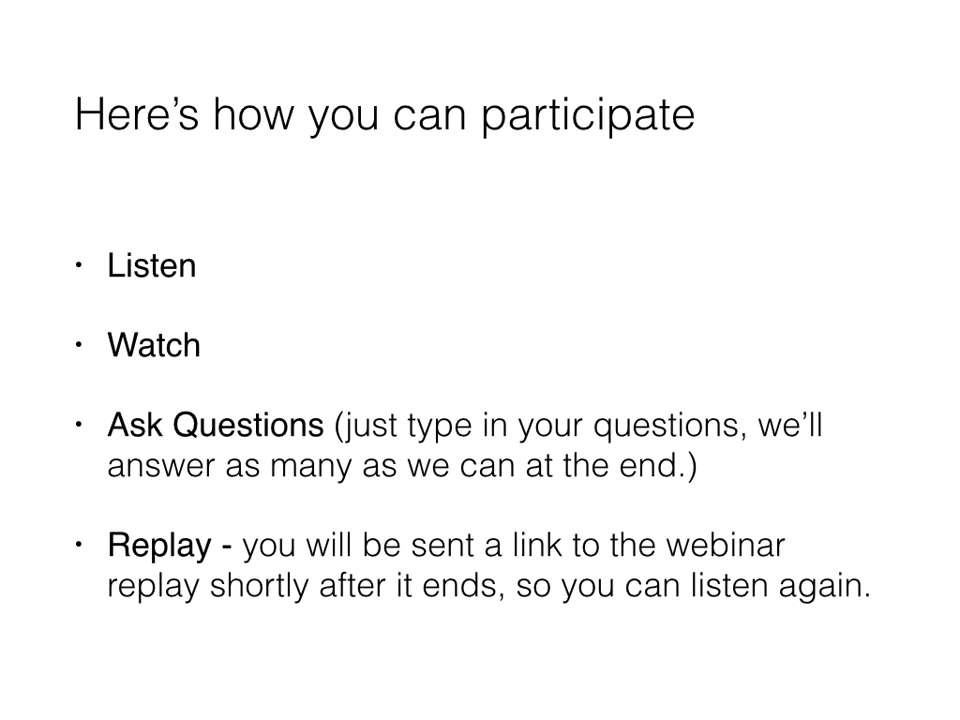 Here’s how you can participate
• Listen
• Watch
• Ask Questions (just type in your questions, we’ll
answer as many as we can at the end.)
• Replay - you will be sent a link to the webinar
replay shortly after it ends, so you can listen again.